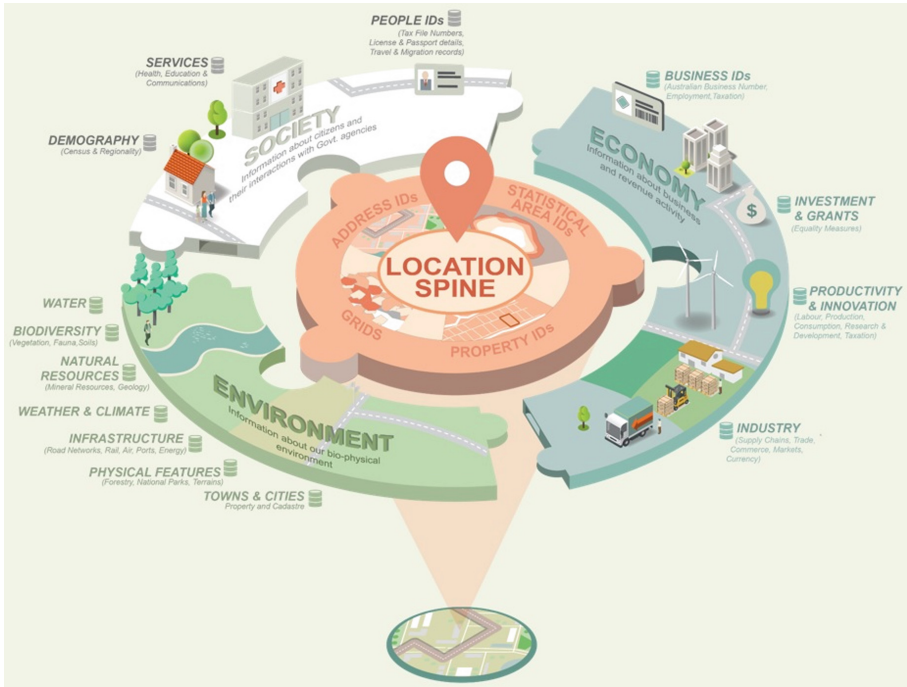 PEOPLE IDs
(Tax File Numbers,
License & Passport details,
Travel & Migration records)
SERVICES
(Health, Education &
Communications)
DEMOGRAPHY
(Census & Regionality)
SOCIETY
Information about citizens and
their interactions with Govt. agencies
BUSINESS IDs
(Australian Business Number,
Employment,Taxation)
ECONOMY
Information about business
and revenue activity
$
INVESTMENT
& GRANTS
(Equality Measures)
PRODUCTIVITY
& INNOVATION
(Labour, Production,
Consumption, Research &
Development, Taxation)
INDUSTRY
(Supply Chains, Trade,
Commerce, Markets,
Currency)
ADDRESS IDs
STATISTICAL
AREA IDs
LOCATION
SPINE
GRIDS
PROPERTY IDs
WATER
BIODIVERSITY
(Vegetation, Fauna,Soils)
NATURAL
RESOURCES
(Mineral Resources, Geology)
WEATHER & CLIMATE
INFRASTRUCTURE
(Road Networks, Rail, Air, Ports, Energy)
PHYSICAL FEATURES
(Forestry, National Parks, Terrains)
TOWNS & CITIES
Property and Cadastre
ENVIRONMENT
Information about our bio-physical
environment